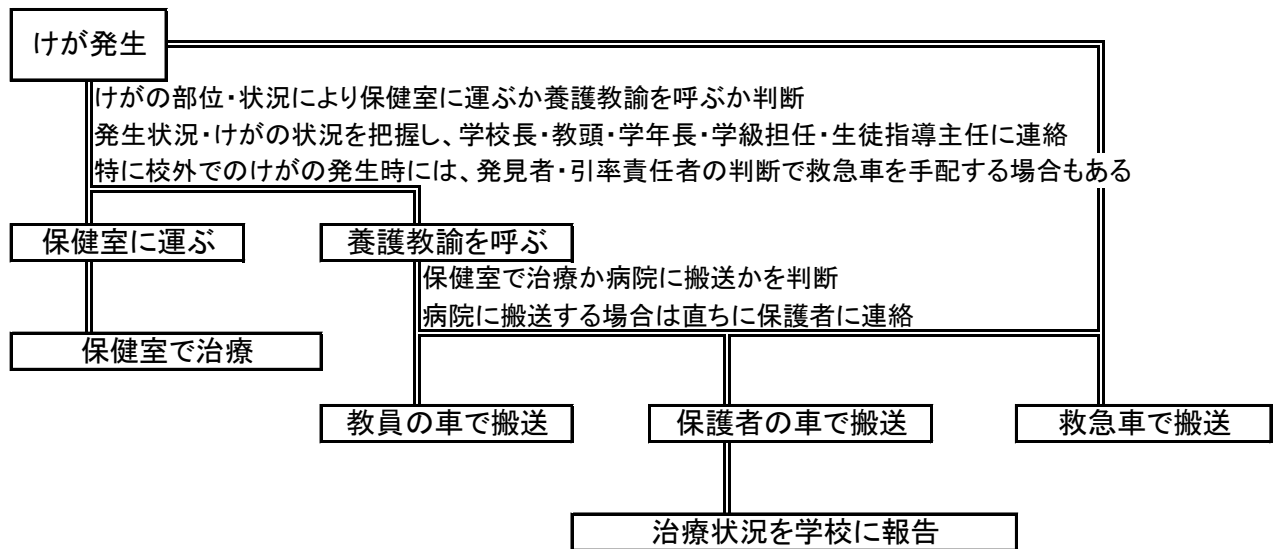 けが発生
けがの部位・状況により保健室に運ぶか養護教諭を呼ぶか判断
発生状況・けがの状況を把握し、学校長・教頭・学年長・学級担任・生徒指導主任に連絡
特に校外でのけがの発生時には、発見者・引率責任者の判断で救急車を手配する場合もある
保健室に運ぶ
養護教諭を呼ぶ
保健室で治療か病院に搬送かを判断
病院に搬送する場合は直ちに保護者に連絡
保健室で治療
教員の車で搬送
保護者の車で搬送
救急車で搬送
治療状況を学校に報告